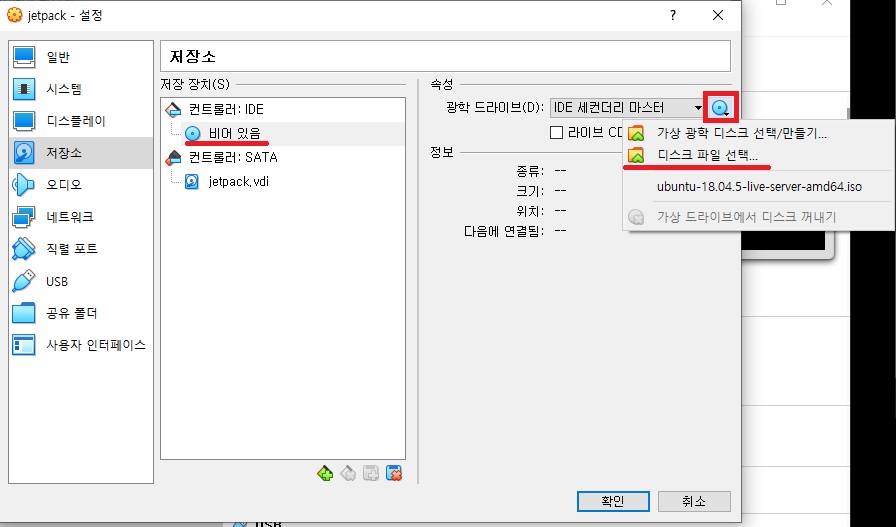 jetpack - 설정
일반
시스템
디스플레이
저장소
오디오
네트워크
직렬 포트
USB
공유 폴더
사용자 인터페이스
저장소
저장 장치(S)
컨트롤러: IDE
비어 있음
컨트롤러: SATA
jetpack.vdi
속성
광학 드라이브(D): IDE 세컨더리 마스터
라이브 CD
정보
종류: --
크기: --
위치: --
다음에 연결됨: --
가상 광학 디스크 선택/만들기...
디스크 파일 선택...
ubuntu-18.04.5-live-server-amd64.iso
가상 드라이브에서 디스크 꺼내기
확인
취소
USB